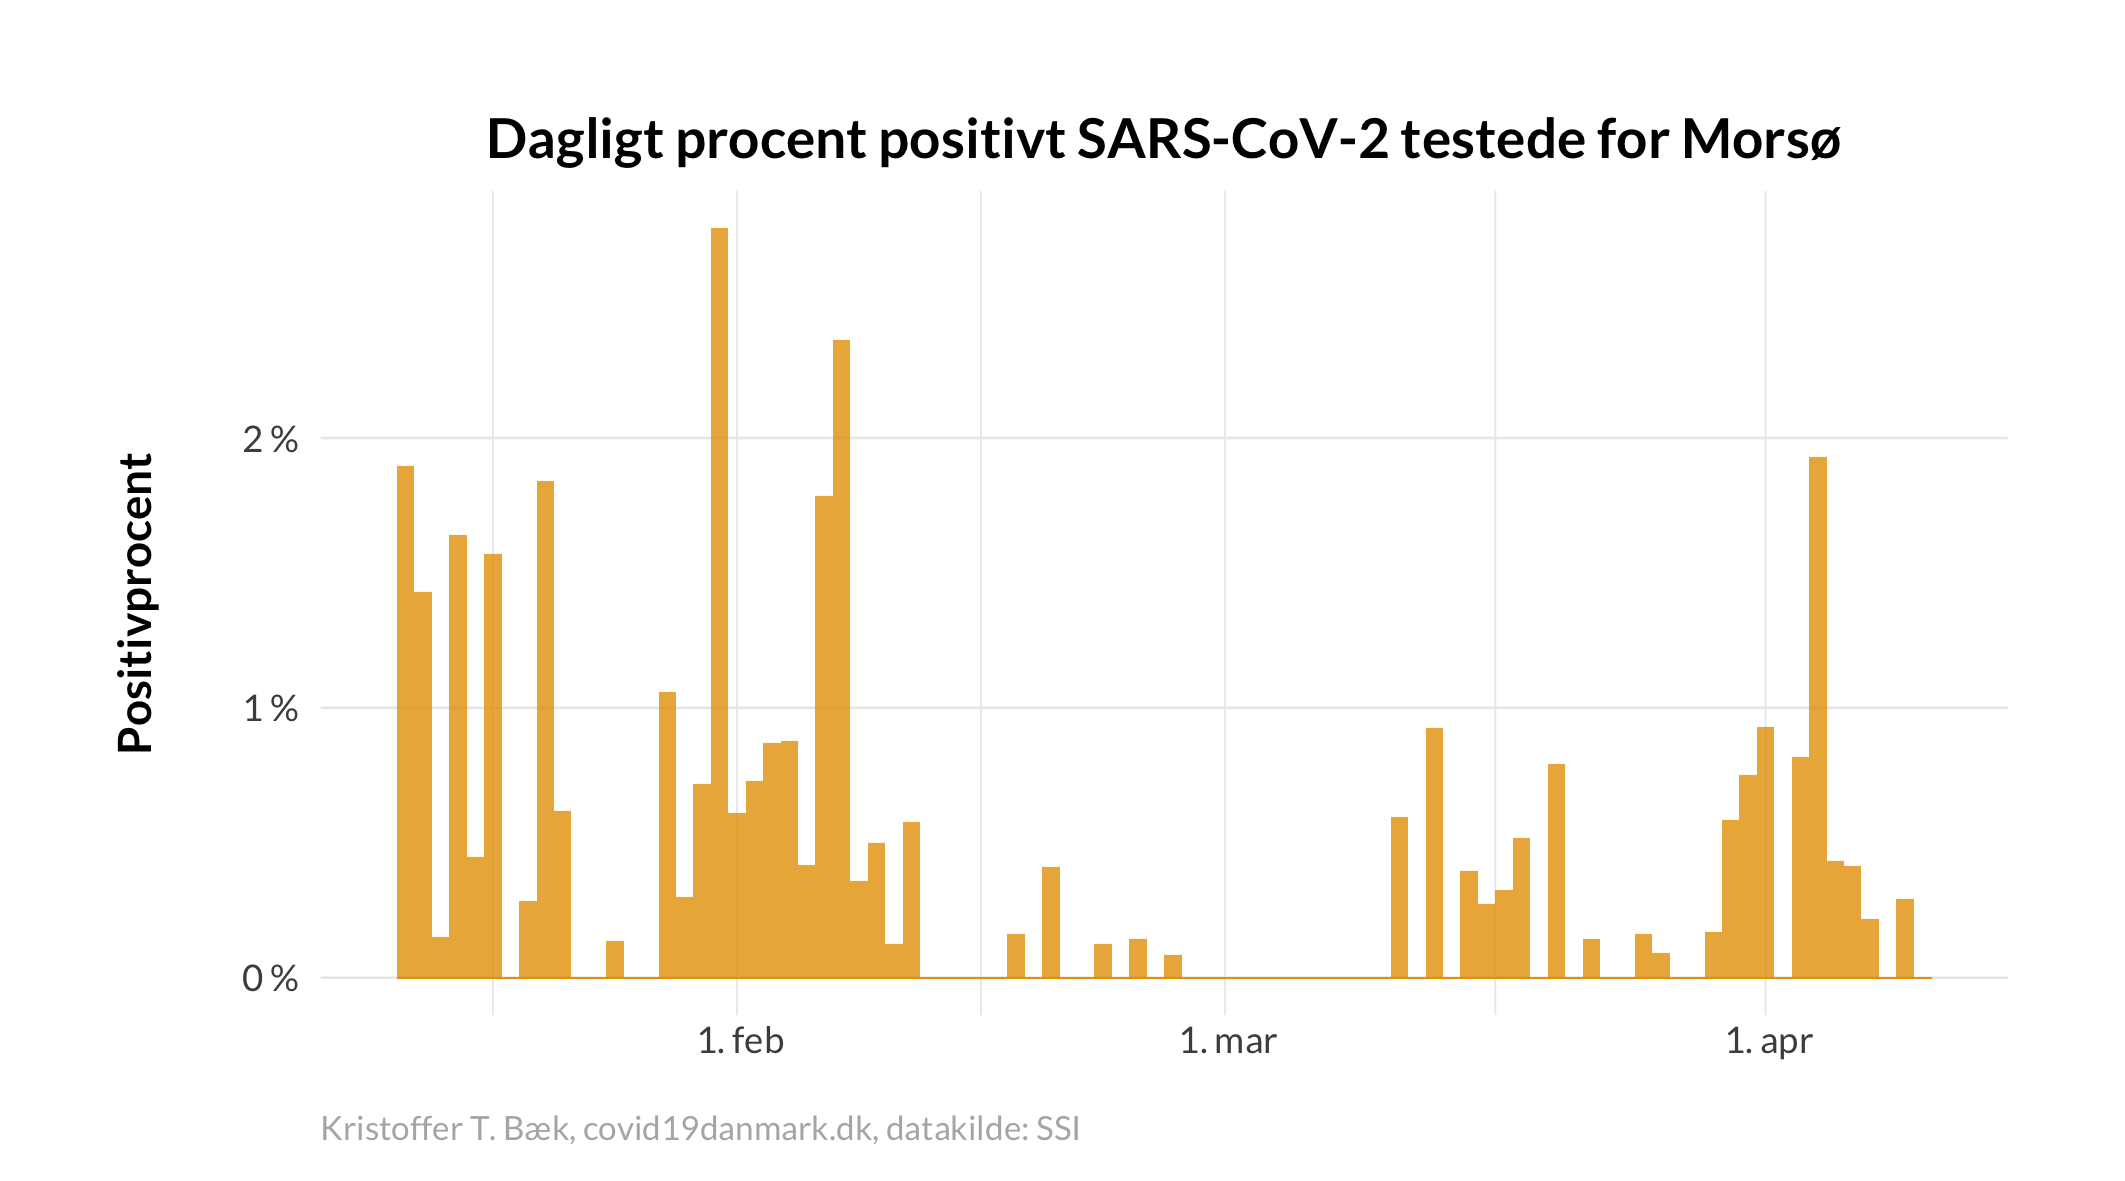 Dagligt procent positivt SARS-CoV-2 testede for Morsø
Positivprocent
2 %
1 %
0 %
1. feb
1. mar
1. apr
Kristoffer T. Bæk, covid19danmark.dk, datakilde: SSI